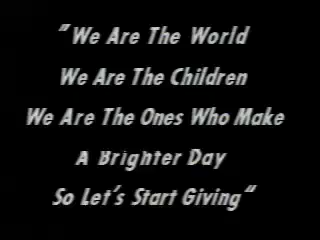 "We Are The World
We Are The Children
We Are The Ones Who Make
A Brighter Day
So Let's Start Giving"